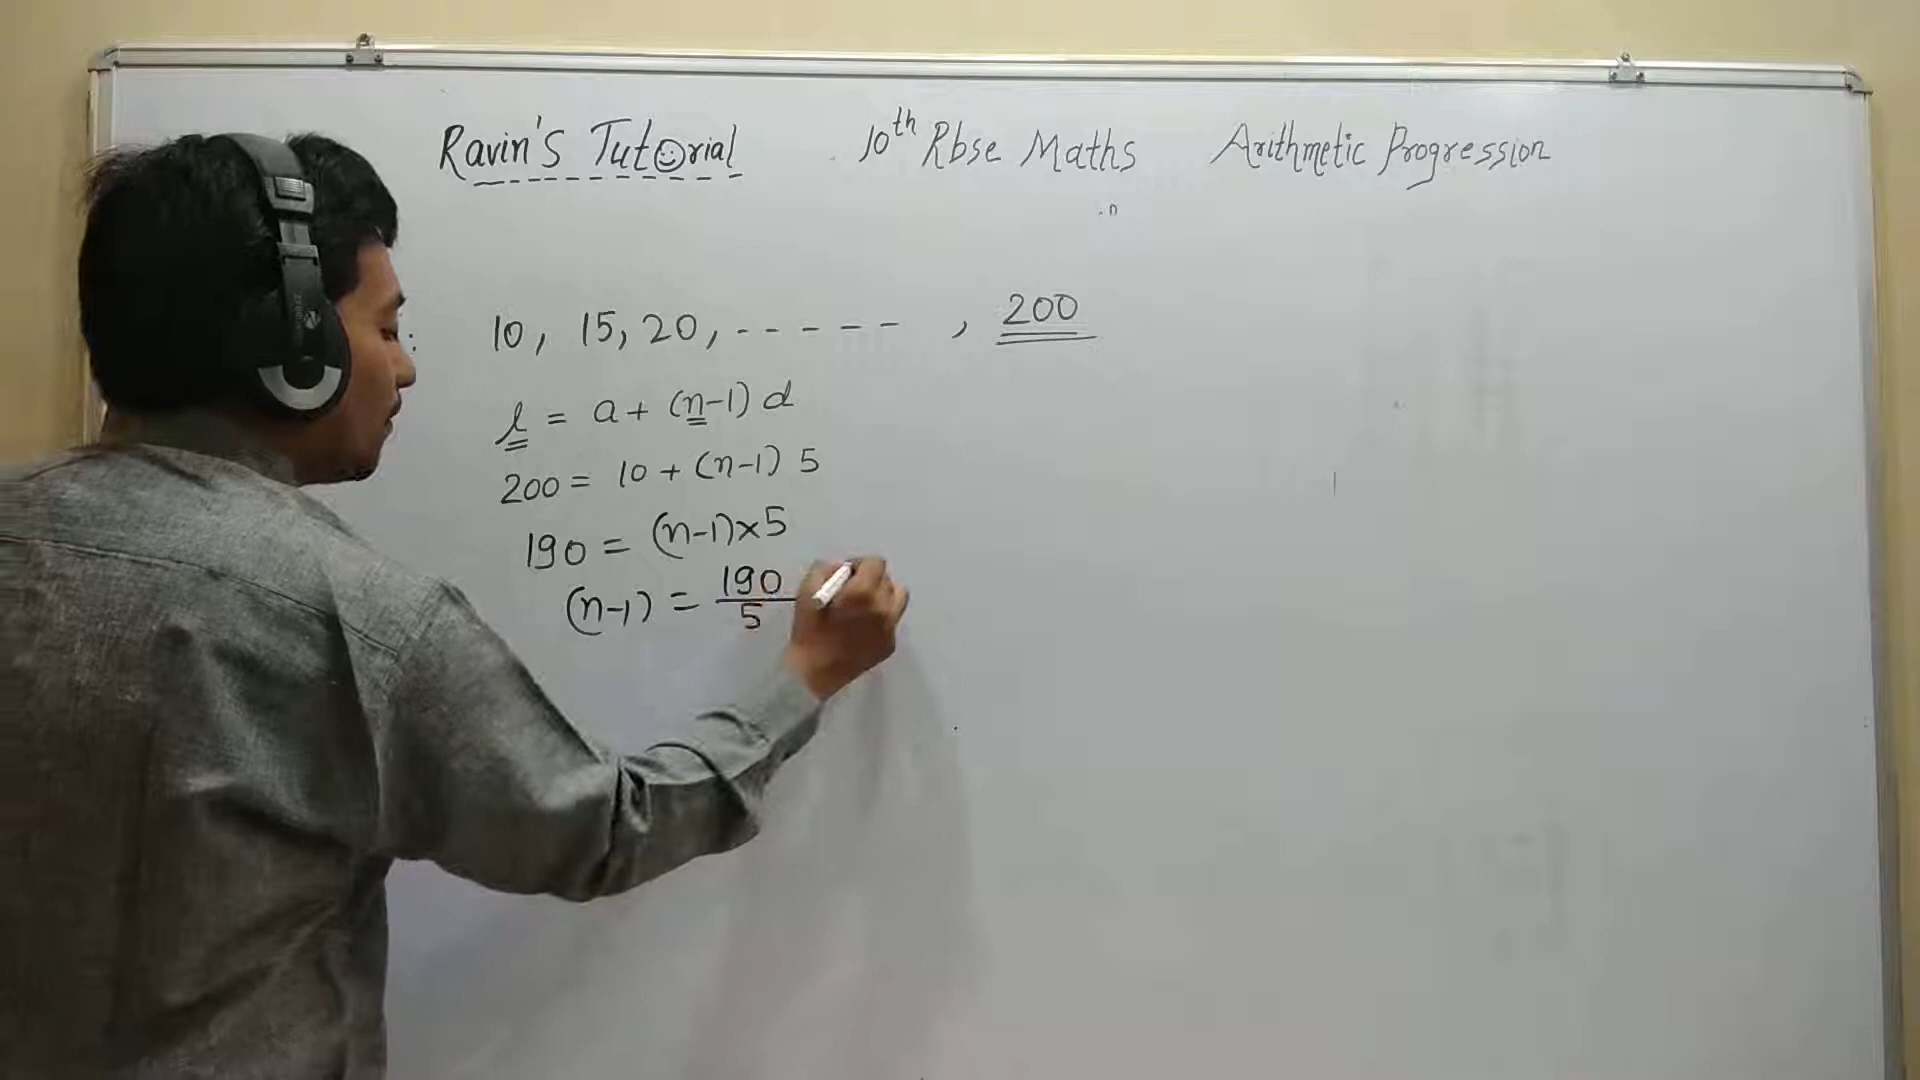 Ravin's Tutorial 10th Rbse Maths Arithmetic Progression
: 10, 15, 20, ----- , 200
l = a + (n-1) d
200 = 10 + (n-1) 5
190 = (n-1)×5
(n-1) = 190/5